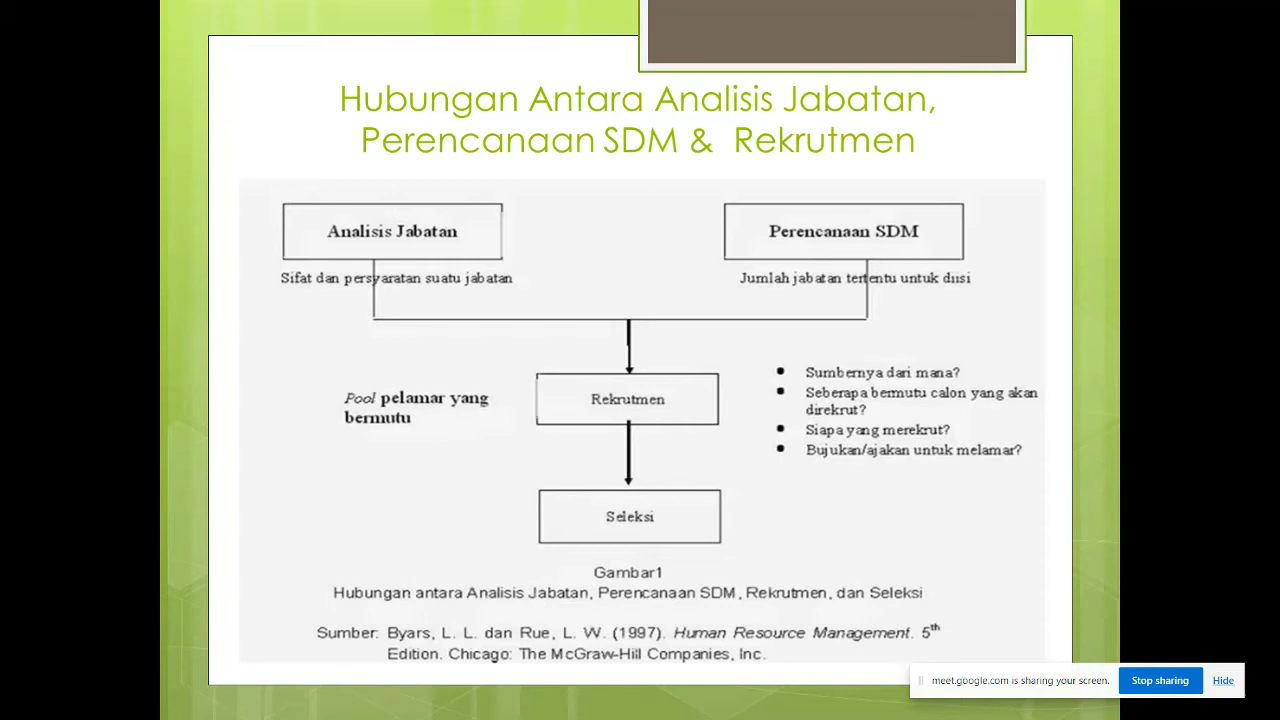 Hubungan Antara Analisis Jabatan,
Perencanaan SDM & Rekrutmen
Analisis Jabatan
Perencanaan SDM
Sifat dan persyaratan suatu jabatan
Jumlah jabatan tertentu untuk diisi
Pool pelamar yang
bermutu
Rekrutmen
• Sumbernya dari mana?
• Seberapa bermutu calon yang akan
direkrut?
• Siapa yang merekrut?
• Bujukan/ajakan untuk melamar?
Seleksi
Gambar1
Hubungan antara Analisis Jabatan, Perencanaan SDM, Rekrutmen, dan Seleksi
Sumber: Byars, L. L. dan Rue, L. W. (1997). Human Resource Management. 5th
Edition. Chicago: The McGraw-Hill Companies, Inc.
meet.google.com is sharing your screen.
Stop sharing
Hide